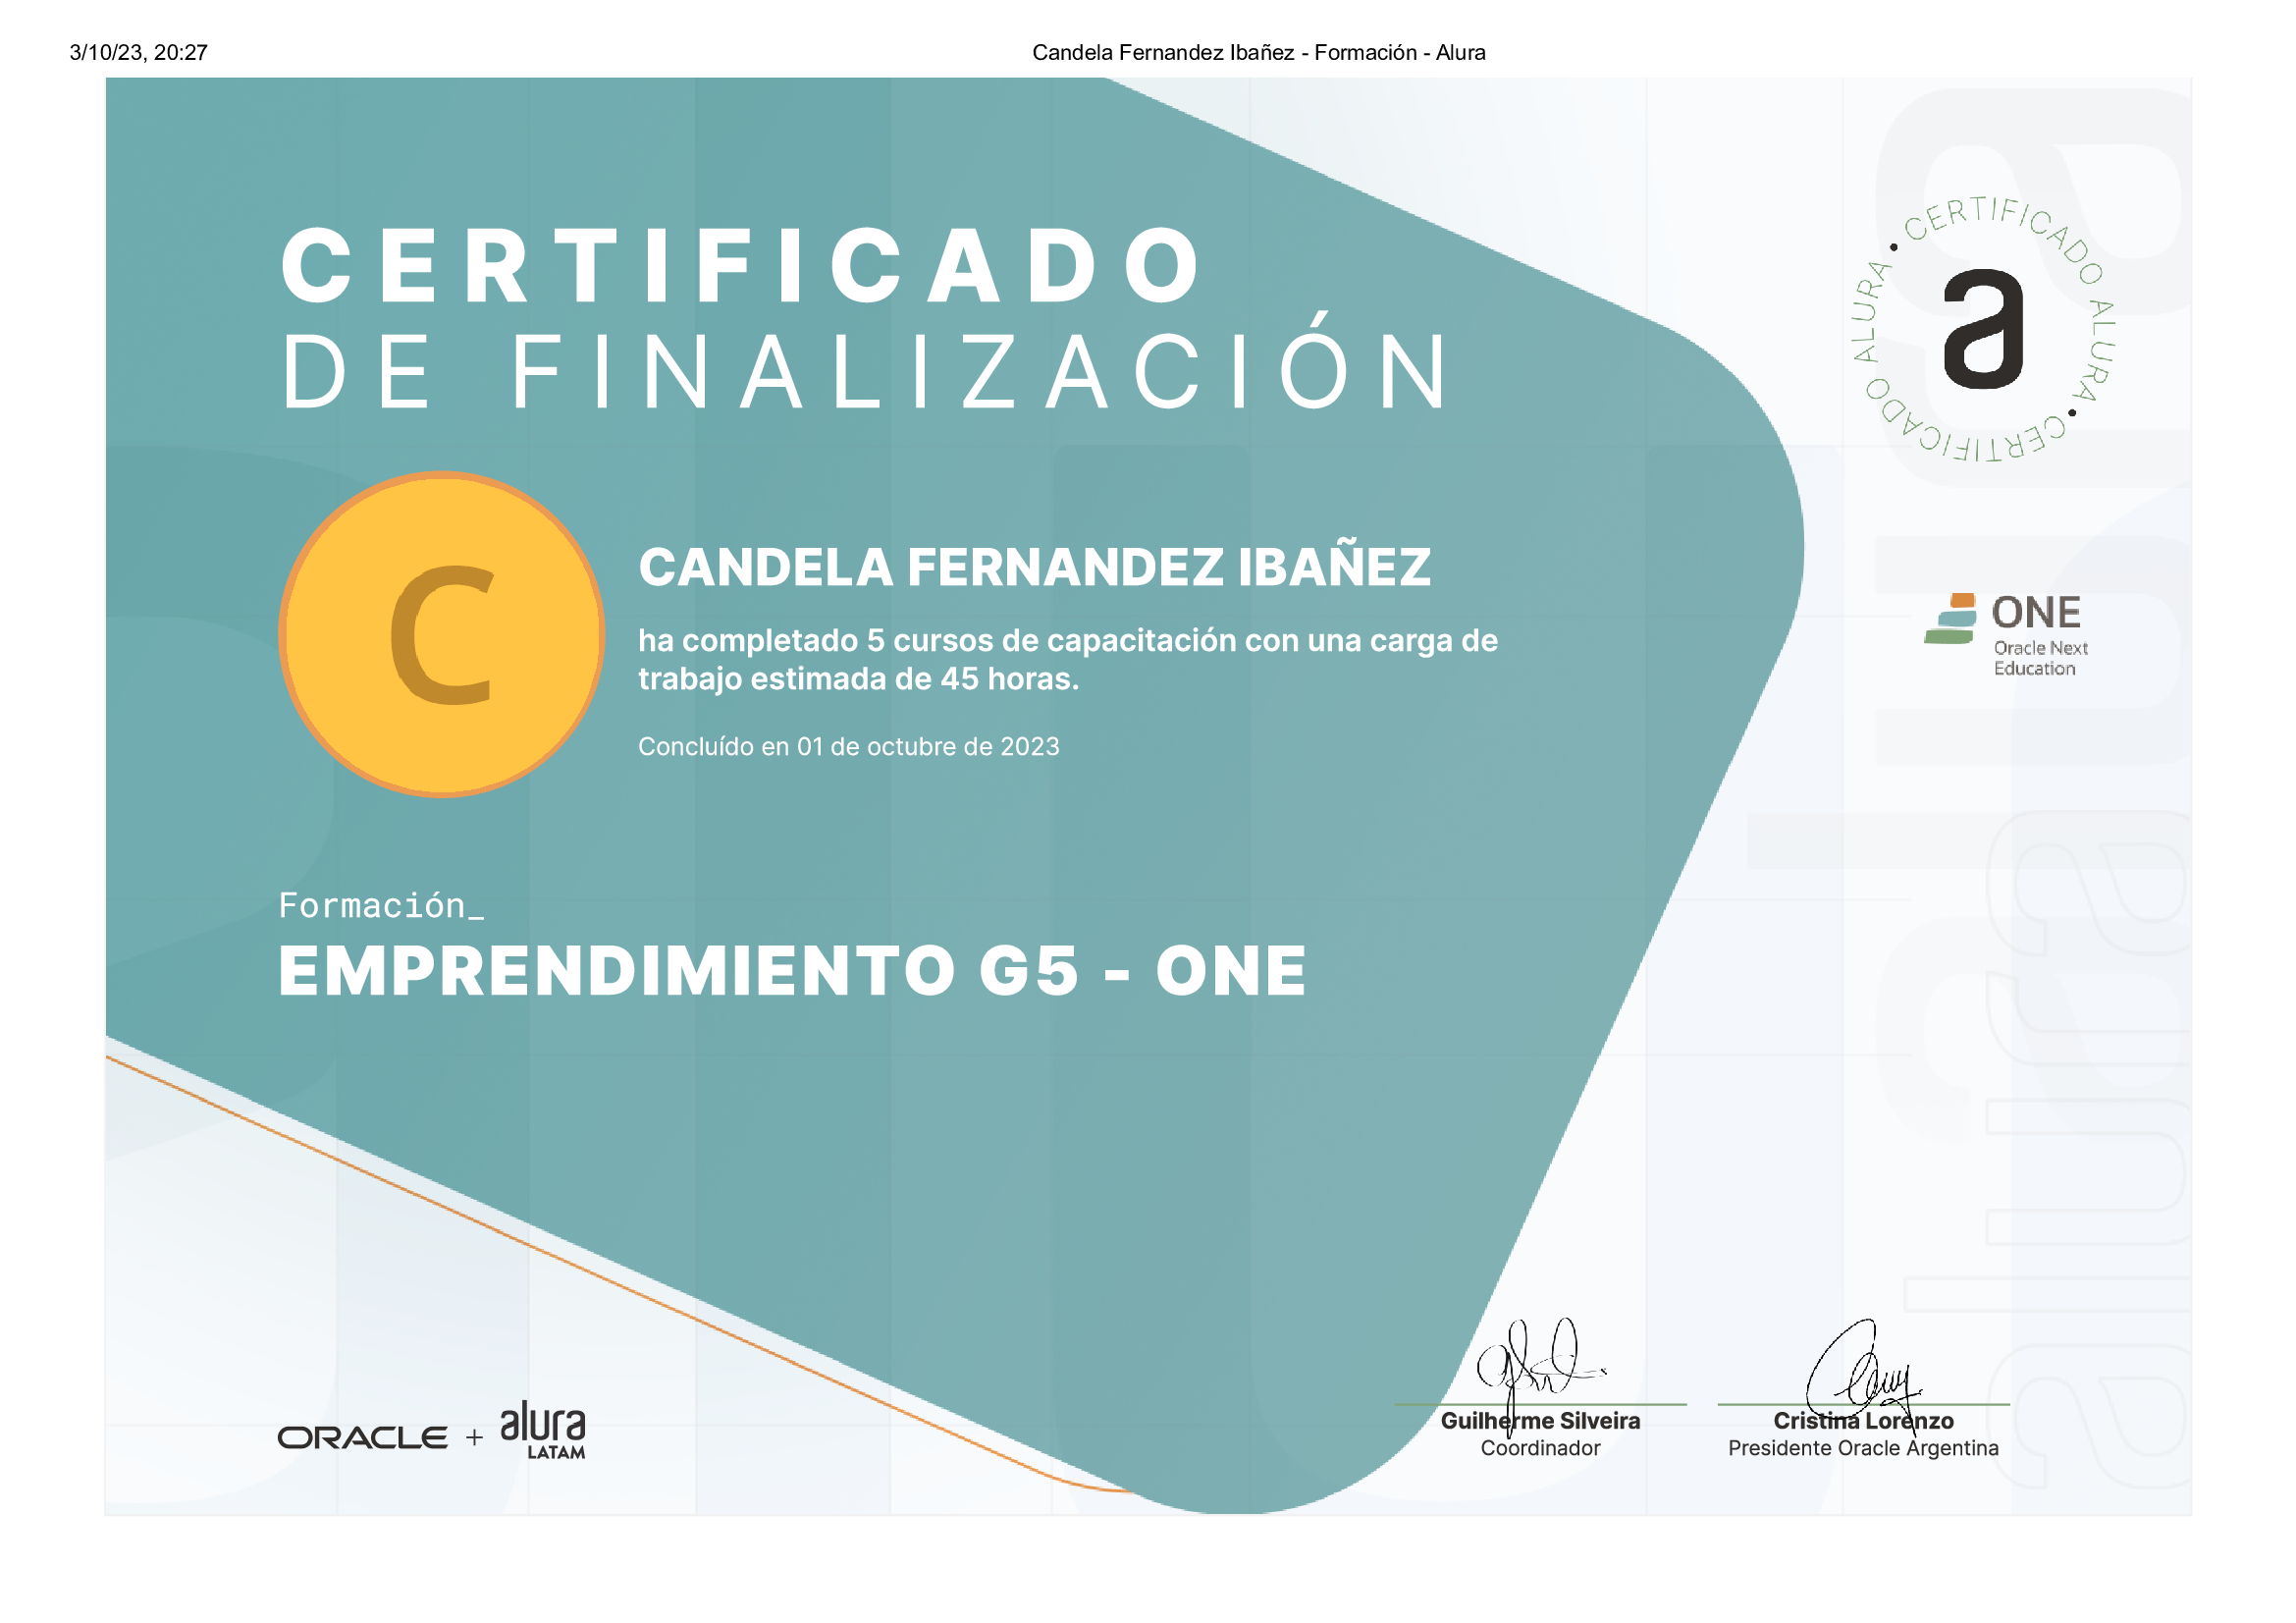 3/10/23, 20:27
Candela Fernandez Ibañez - Formación - Alura
CERTIFICADO
DE FINALIZACIÓN
• CERTIFICADO ALURA • CERTIFICADO ALURA
a
C
CANDELA FERNANDEZ IBAÑEZ
ha completado 5 cursos de capacitación con una carga de
trabajo estimada de 45 horas.
Concluído en 01 de octubre de 2023
ONE
Oracle Next
Education
Formación_
EMPRENDIMIENTO G5 - ONE
alura
alura
ORACLE + alura
LATAM
Guilherme Silveira
Coordinador
Cristina Lorenzo
Presidente Oracle Argentina